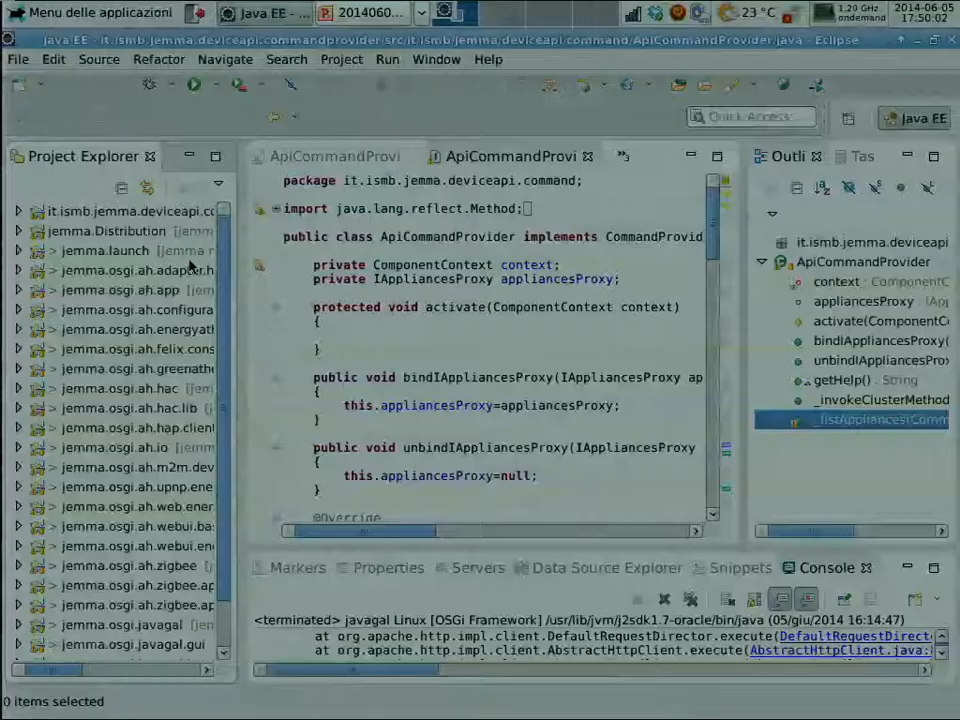 Menu delle applicazioni
Java EE - ...
2014060...
23 °C
1,20 GHz
ondemand
2014-06-05
17:50:02
Java EE - it.ismb.jemma.deviceapi.commandprovider/src/it/ismb/jemma/deviceapi/command/ApiCommandProvider.java - Eclipse
File Edit Source Refactor Navigate Search Project Run Window Help
Quick Access
Java EE
Project Explorer
it.ismb.jemma.deviceapi.cc
jemma.Distribution [jemm
> jemma.launch [jemma r
> jemma.osgi.ah.adapter.h
> jemma.osgi.ah.app [jem
> jemma.osgi.ah.configura
> jemma.osgi.ah.energyath
> jemma.osgi.ah.felix.cons
> jemma.osgi.ah.greenathe
> jemma.osgi.ah.hac [jem
> jemma.osgi.ah.hac.lib [j
> jemma.osgi.ah.hap.client
> jemma.osgi.ah.io [jemm
> jemma.osgi.ah.m2m.dev
> jemma.osgi.ah.upnp.ene
> jemma.osgi.ah.web.ener
> jemma.osgi.ah.webui.ba
> jemma.osgi.ah.webui.en
> jemma.osgi.ah.zigbee [
> jemma.osgi.ah.zigbee.ap
> jemma.osgi.ah.zigbee.ap
> jemma.osgi.javagal [jem
> jemma.osgi.javagal.gui
ApiCommandProvi
ApiCommandProvi
package it.ismb.jemma.deviceapi.command;
import java.lang.reflect.Method;
public class ApiCommandProvider implements CommandProvid
private ComponentContext context;
private IAppliancesProxy appliancesProxy;
protected void activate(ComponentContext context)
{
}
public void bindIAppliancesProxy(IAppliancesProxy ap
{
this.appliancesProxy=appliancesProxy;
}
public void unbindIAppliancesProxy(IAppliancesProxy
{
this.appliancesProxy=null;
}
@Override
Outli
Tas
it.ismb.jemma.deviceapi
ApiCommandProvider
context : ComponentC
appliancesProxy : IApp
activate(ComponentCo
bindIAppliancesProxy(
unbindIAppliancesProx
getHelp() : String
_invokeClusterMethod
_listAppliances(Comm
Markers
Properties
Servers
Data Source Explorer
Snippets
Console
<terminated> javagal Linux [OSGi Framework] /usr/lib/jvm/j2sdk1.7-oracle/bin/java (05/giu/2014 16:14:47)
at org.apache.http.impl.client.DefaultRequestDirector.execute(DefaultRequestDirect
at org.apache.http.impl.client.AbstractHttpClient.execute(AbstractHttpClient.java:
0 items selected